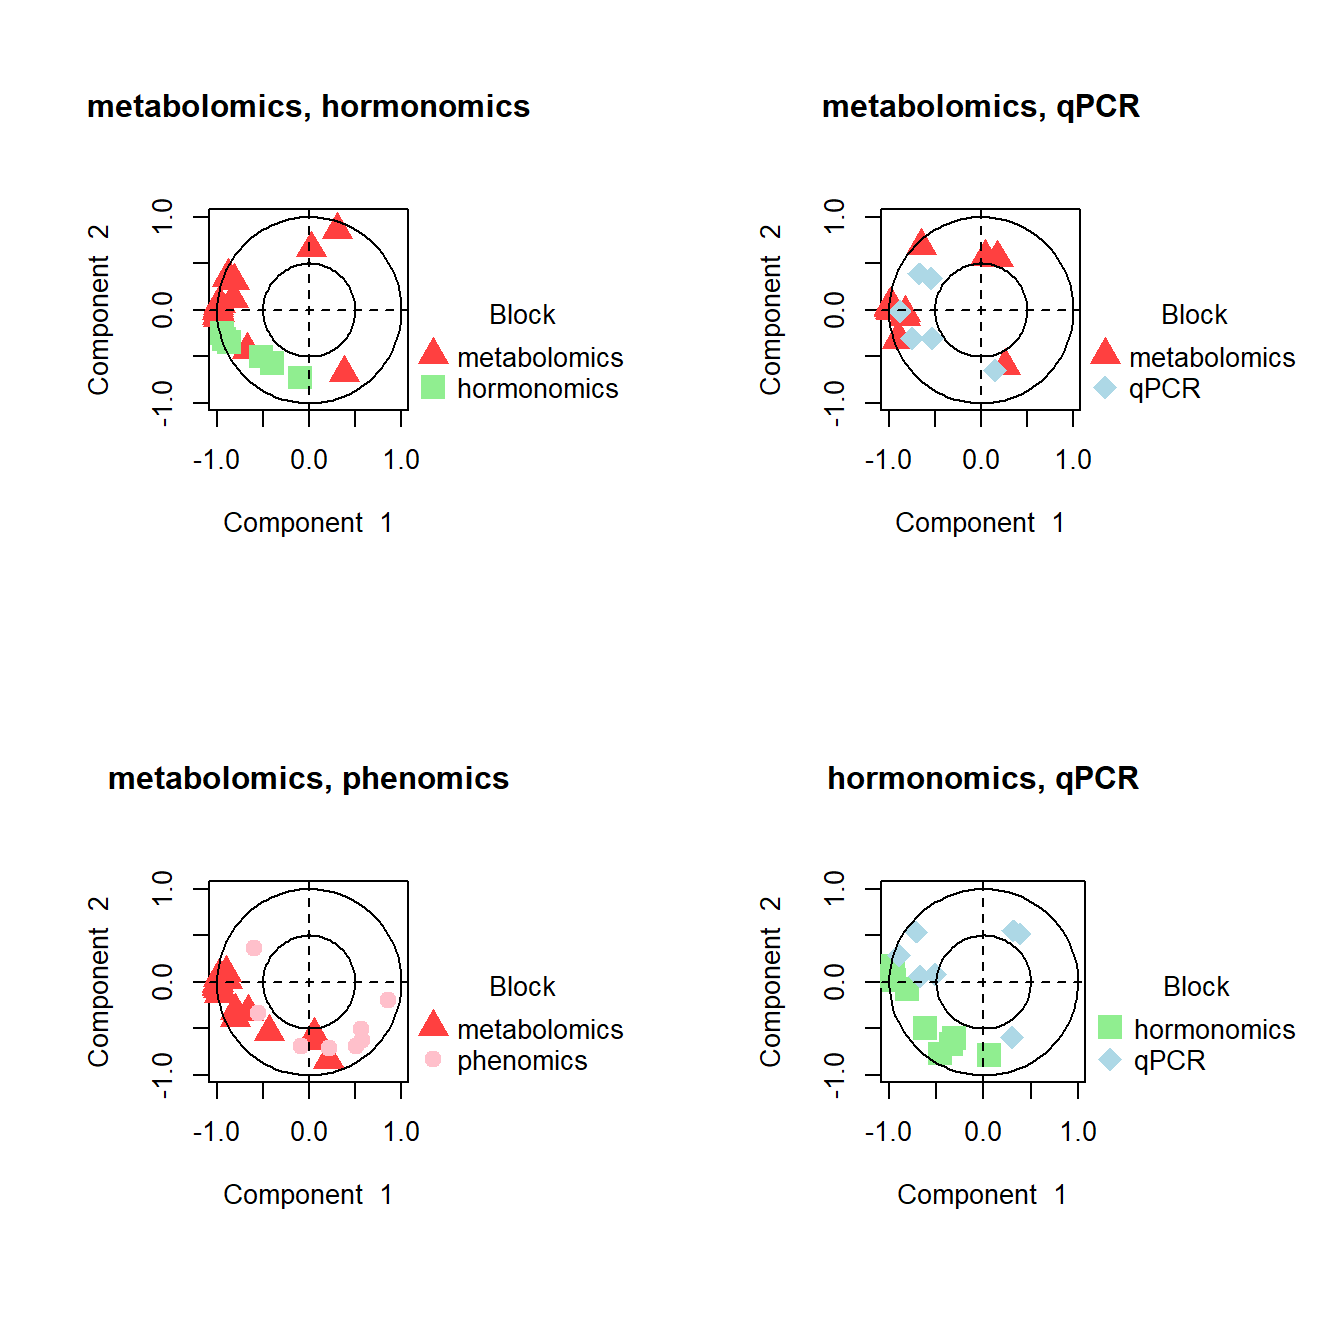 metabolomics, hormonomics
Component 2
1.0
0.0
-1.0
-1.0 0.0 1.0
Component 1
Block
metabolomics
hormonomics
metabolomics, qPCR
Component 2
1.0
0.0
-1.0
-1.0 0.0 1.0
Component 1
Block
metabolomics
qPCR
metabolomics, phenomics
Component 2
1.0
0.0
-1.0
-1.0 0.0 1.0
Component 1
Block
metabolomics
phenomics
hormonomics, qPCR
Component 2
1.0
0.0
-1.0
-1.0 0.0 1.0
Component 1
Block
hormonomics
qPCR